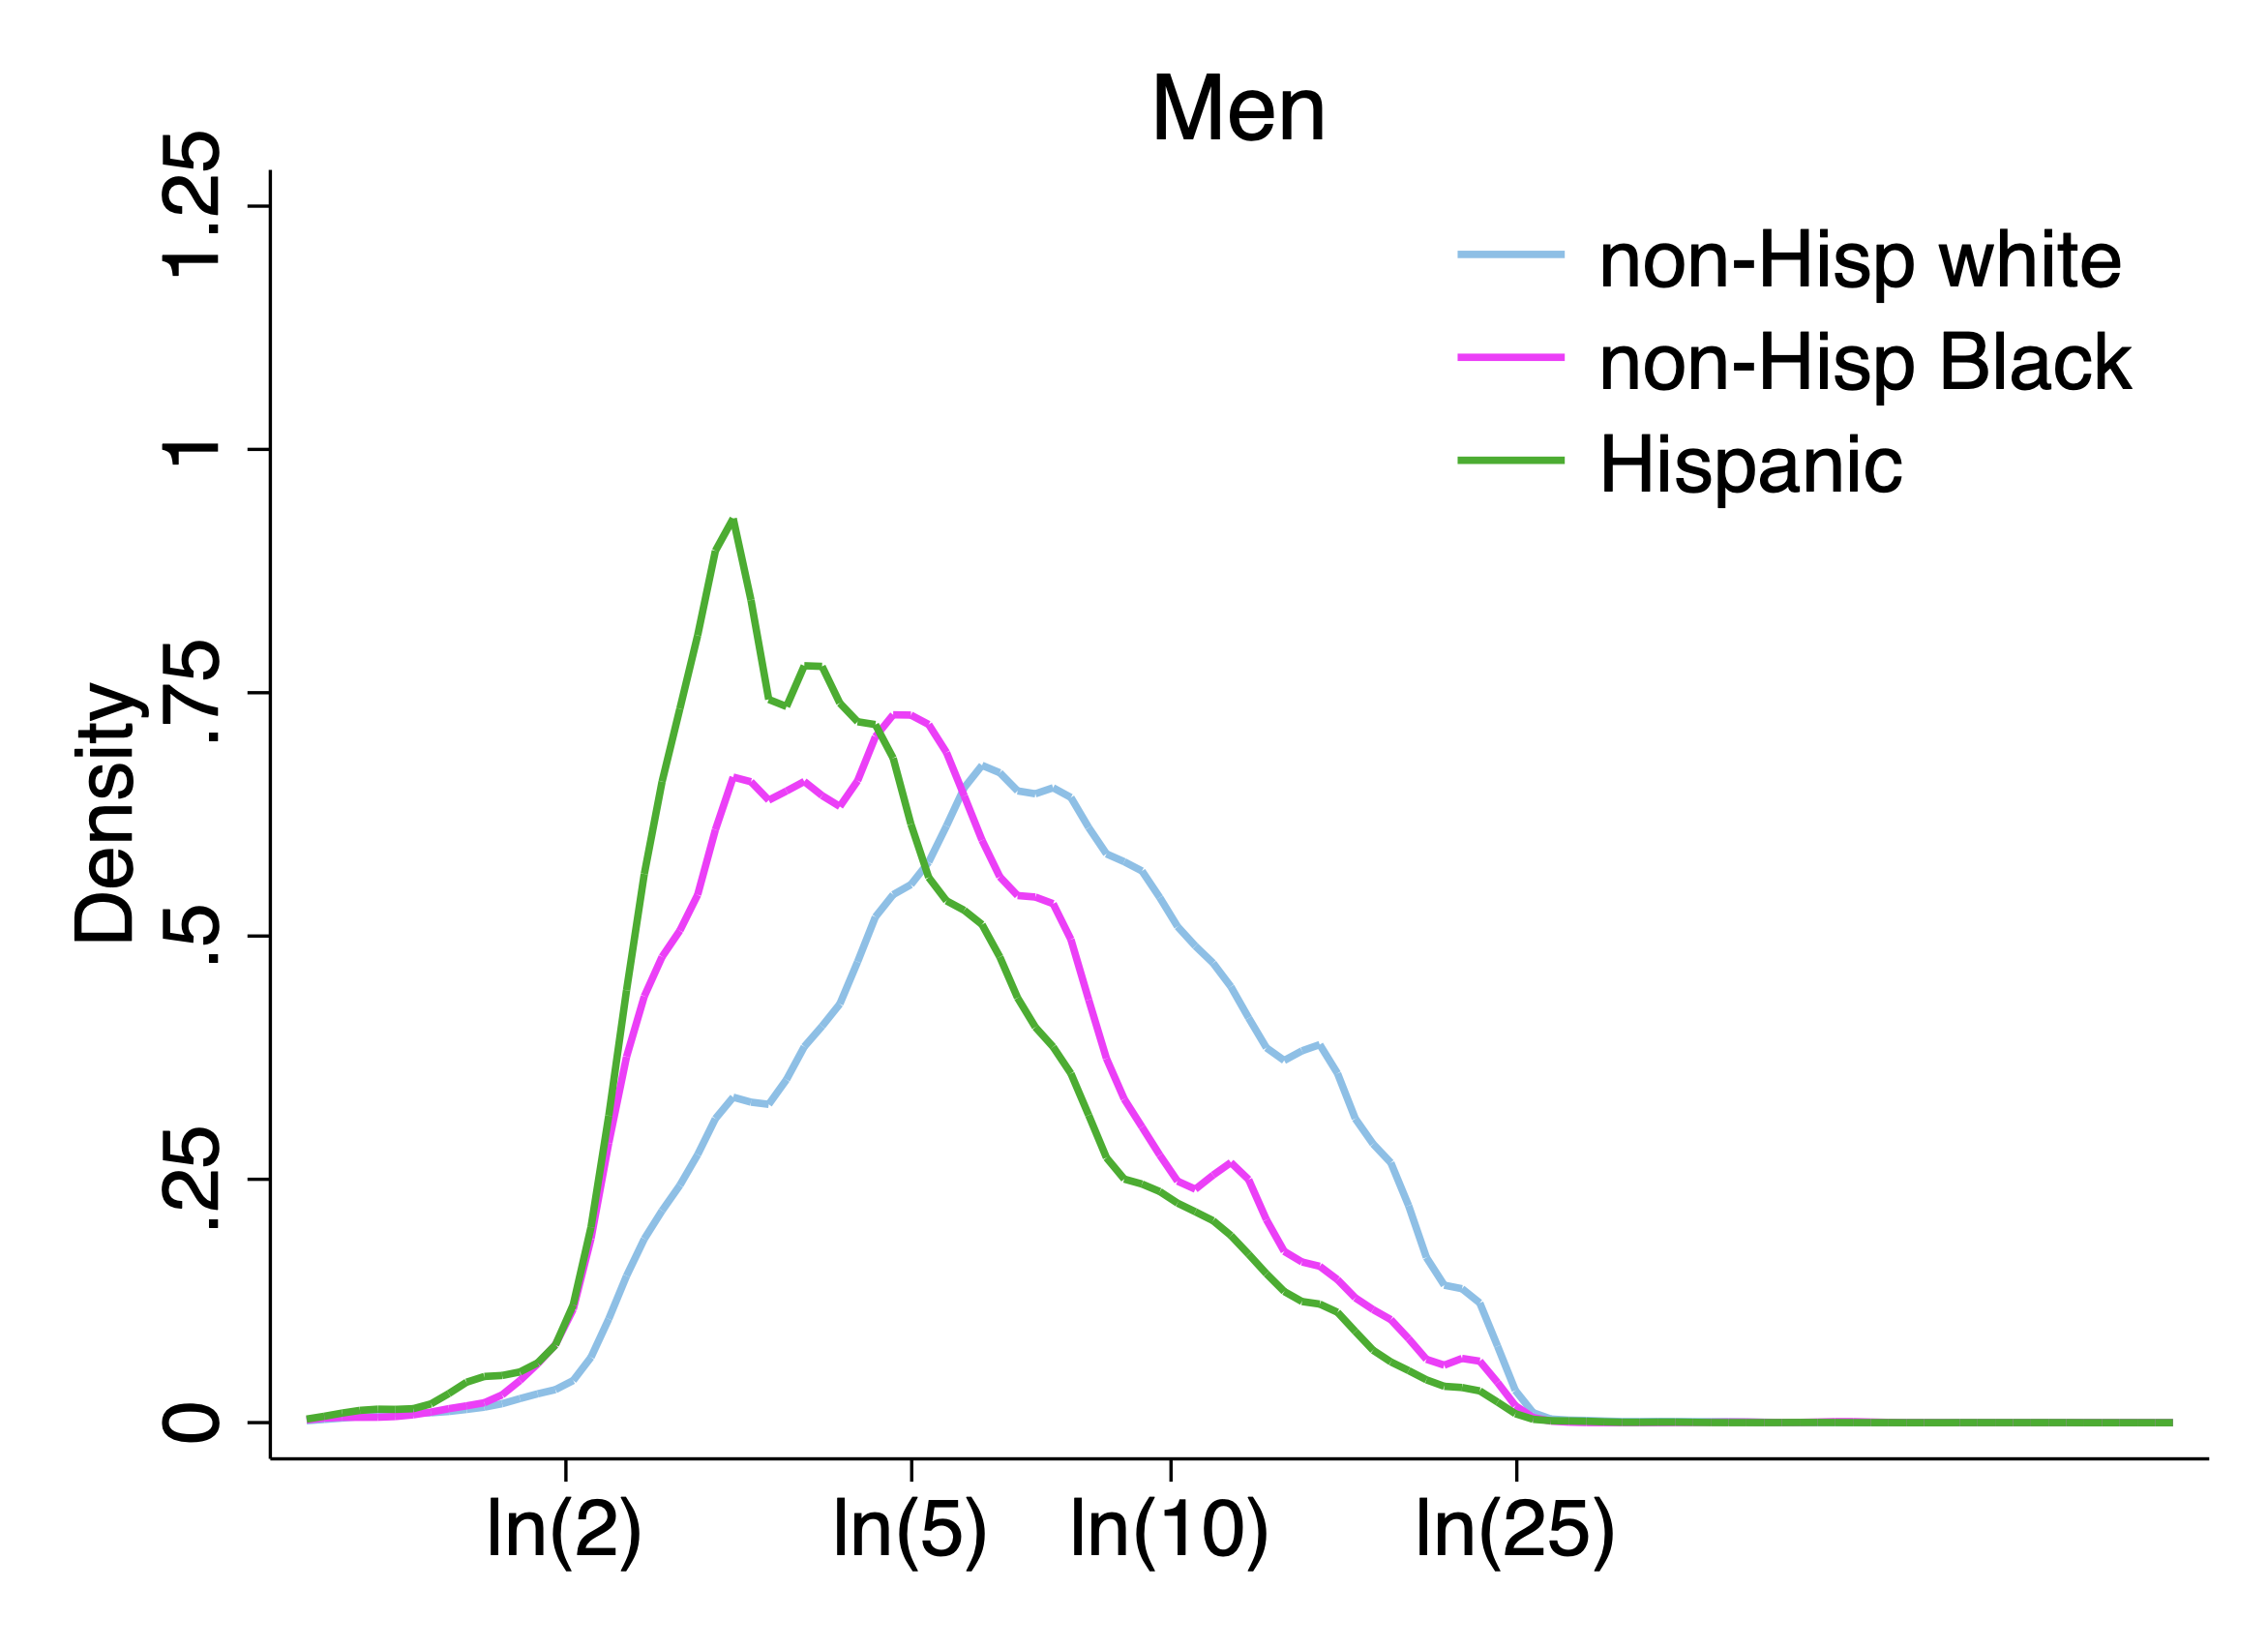 Men
non-Hisp white
non-Hisp Black
Hispanic
Density
1.25
1
.75
.5
.25
0
ln(2) ln(5) ln(10) ln(25)